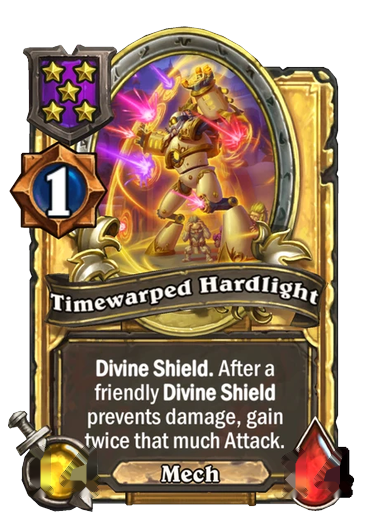 1
Timewarped Hardlight
Divine Shield. After a
friendly Divine Shield
prevents damage, gain
twice that much Attack.
Mech